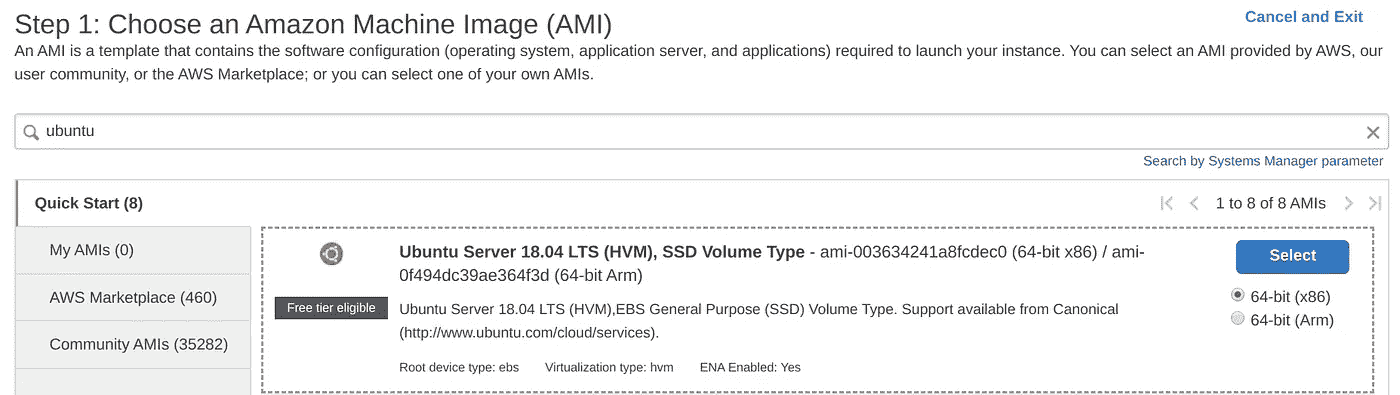 Step 1: Choose an Amazon Machine Image (AMI)
Cancel and Exit
An AMI is a template that contains the software configuration (operating system, application server, and applications) required to launch your instance. You can select an AMI provided by AWS, our
user community, or the AWS Marketplace; or you can select one of your own AMIs.
ubuntu
Search by Systems Manager parameter
Quick Start (8)
1 to 8 of 8 AMIs
My AMIs (0)
AWS Marketplace (460)
Community AMIs (35282)
Free tier eligible
Ubuntu Server 18.04 LTS (HVM), SSD Volume Type - ami-003634241a8fcdec0 (64-bit x86) / ami-
0f494dc39ae364f3d (64-bit Arm)
Ubuntu Server 18.04 LTS (HVM),EBS General Purpose (SSD) Volume Type. Support available from Canonical
(http://www.ubuntu.com/cloud/services).
Root device type: ebs Virtualization type: hvm ENA Enabled: Yes
Select
64-bit (x86)
64-bit (Arm)